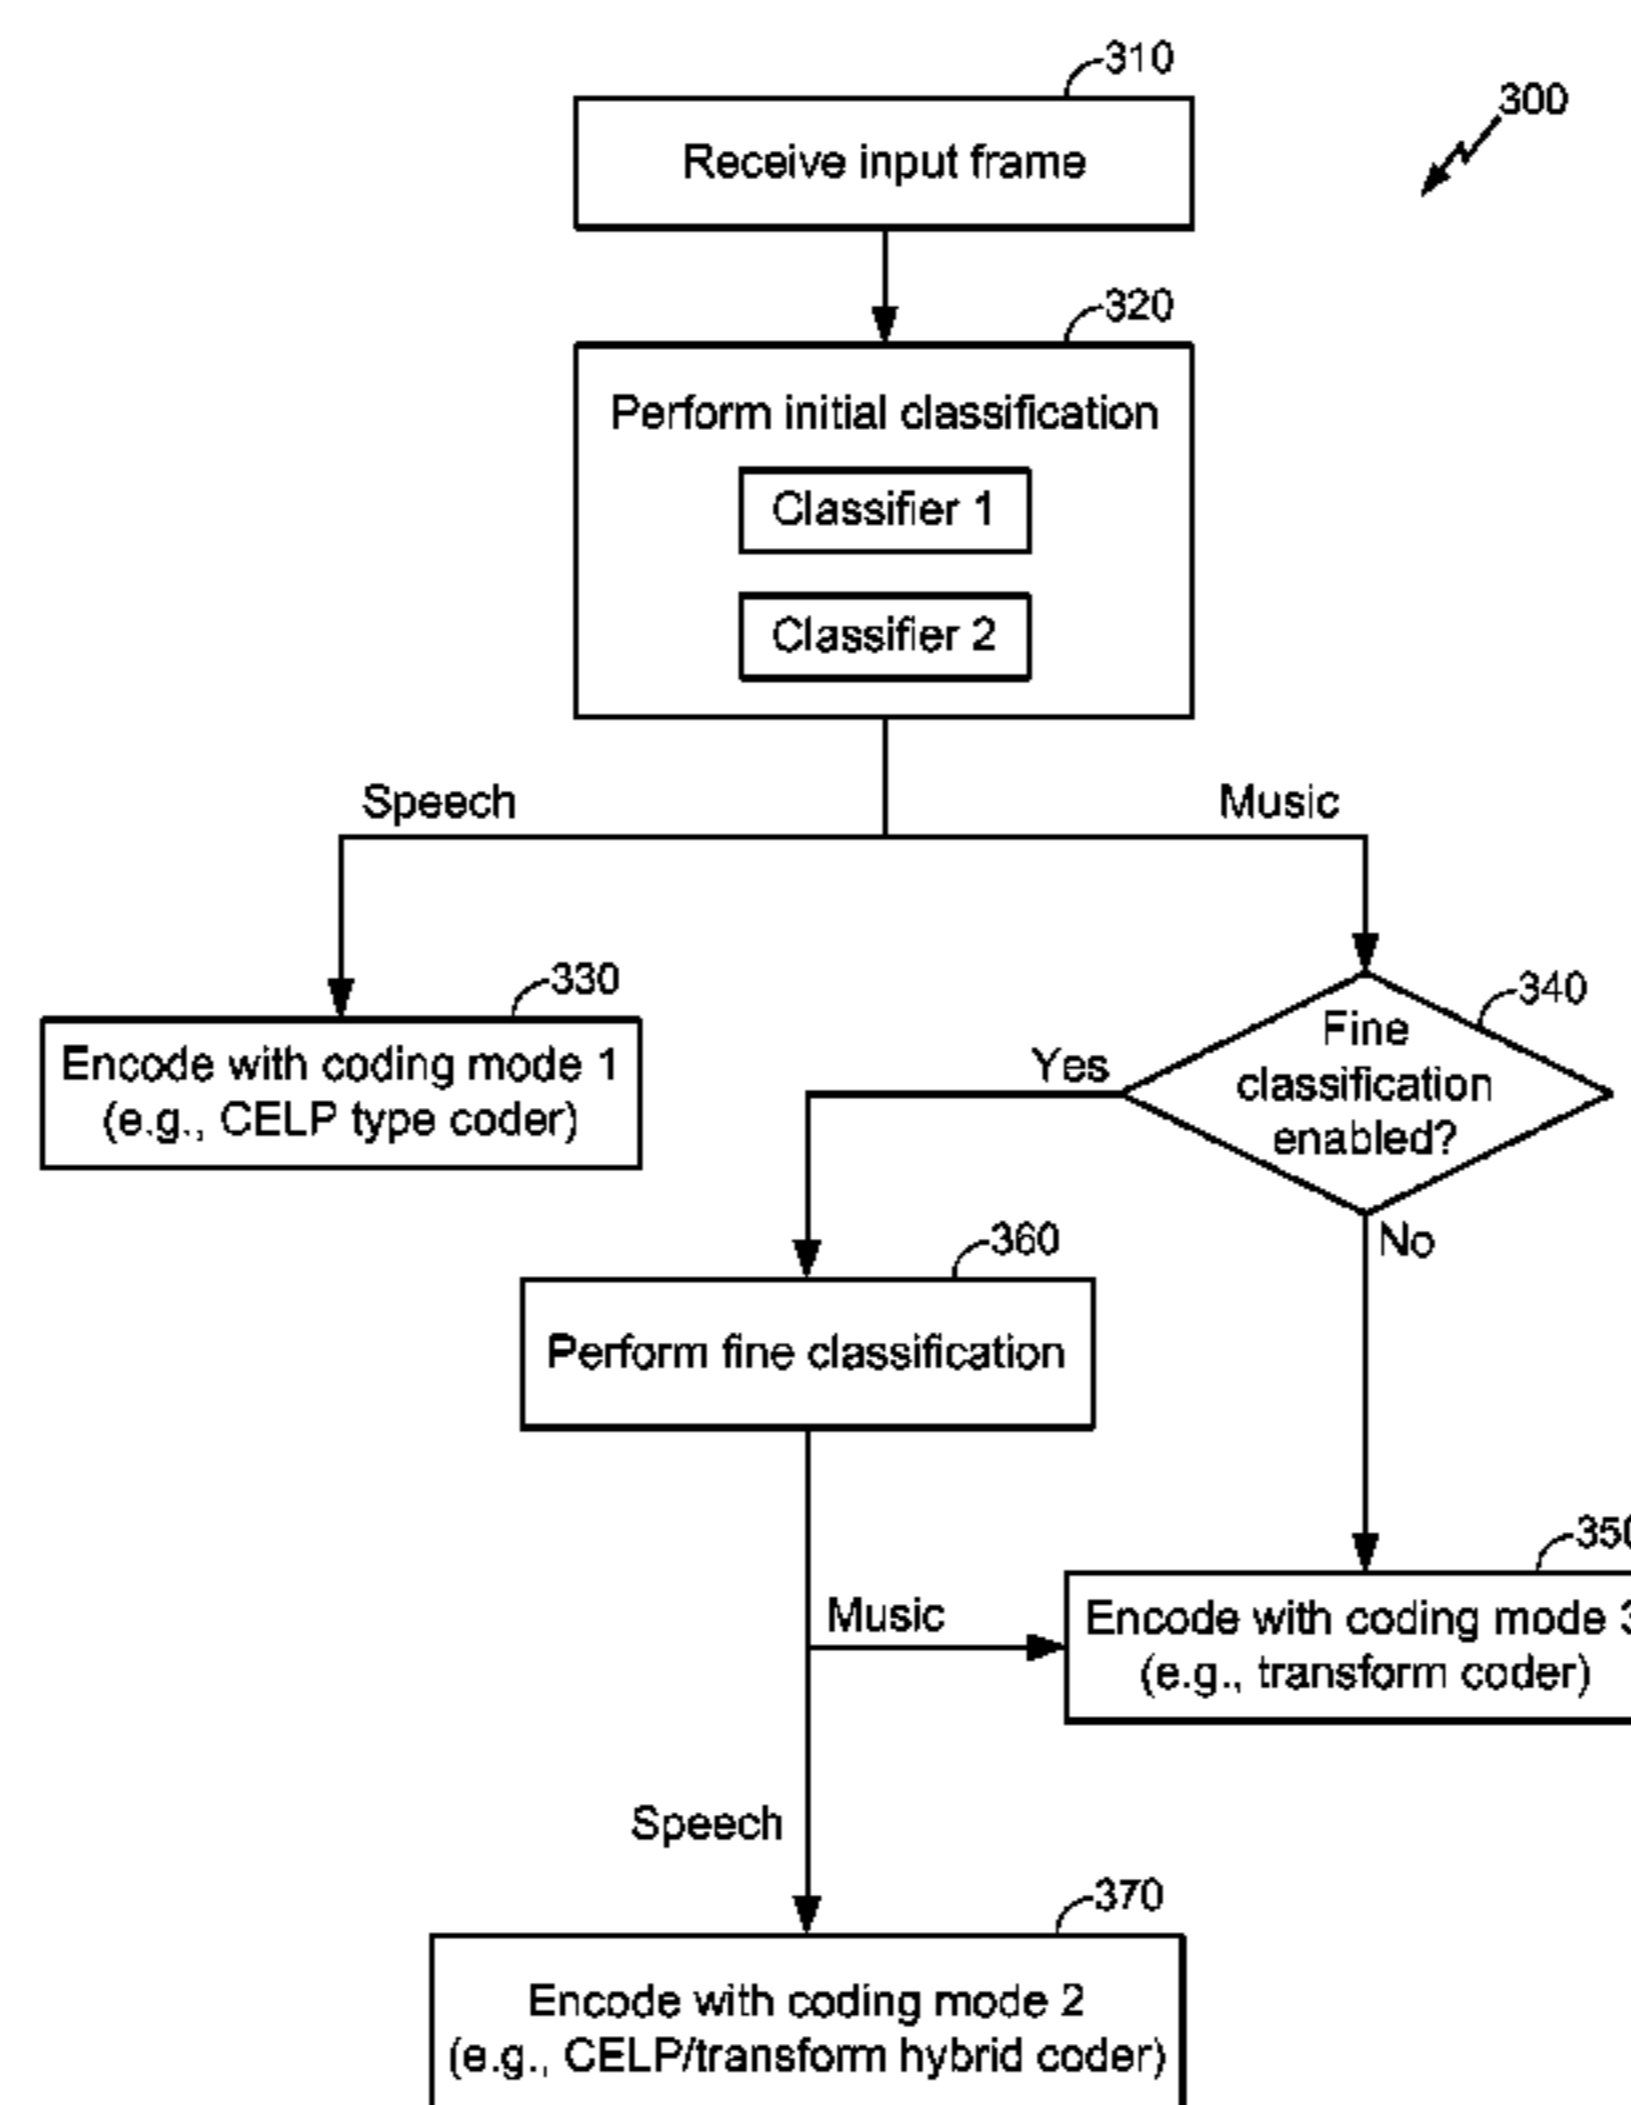 310
300
Receive input frame
320
Perform initial classification
Classifier 1
Classifier 2
Speech
Music
330
340
Encode with coding mode 1
(e.g., CELP type coder)
Fine
classification
enabled?
Yes
No
360
Perform fine classification
350
Music
Encode with coding mode 3
(e.g., transform coder)
Speech
370
Encode with coding mode 2
(e.g., CELP/transform hybrid coder)